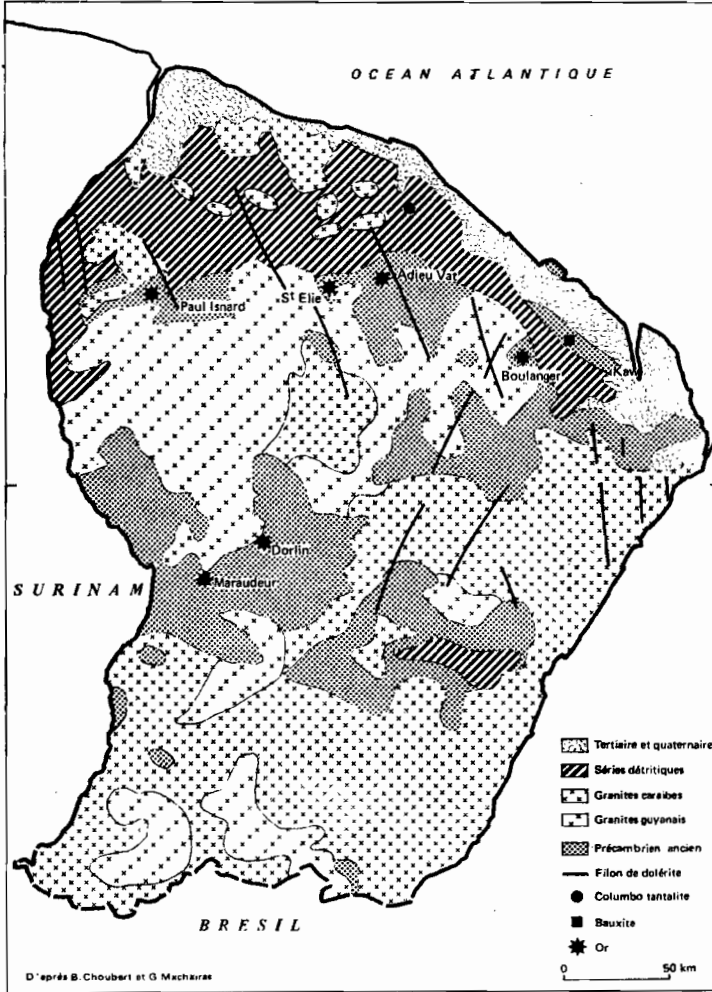 OCEAN ATLANTIQUE
Adieu Vat
St Elie
Paul Isnard
Boulanger
Kaw
Dorlin
Maraudeur
SURINAM
BRESIL
Tertiaire et quaternaire
Séries détritiques
Granites caraïbes
Granites guyanais
Précambrien ancien
Filon de dolérite
Columbo tantalite
Bauxite
Or
0 50 km
D'après B. Choubert et G Machairas